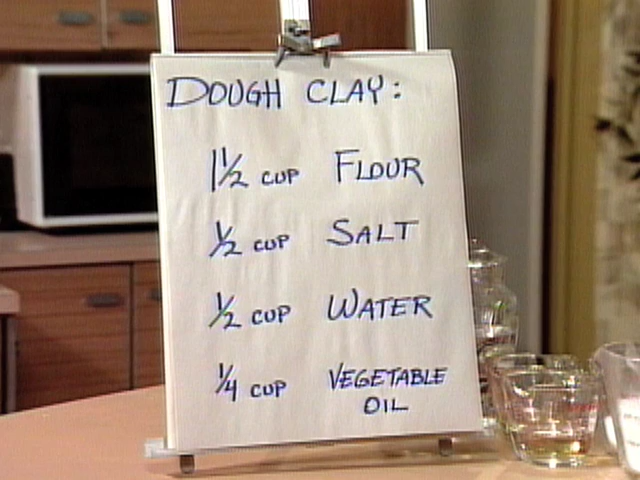 DOUGH CLAY:
1 1/2 CUP FLOUR
1/2 CUP SALT
1/2 CUP WATER
1/4 CUP VEGETABLE
OIL